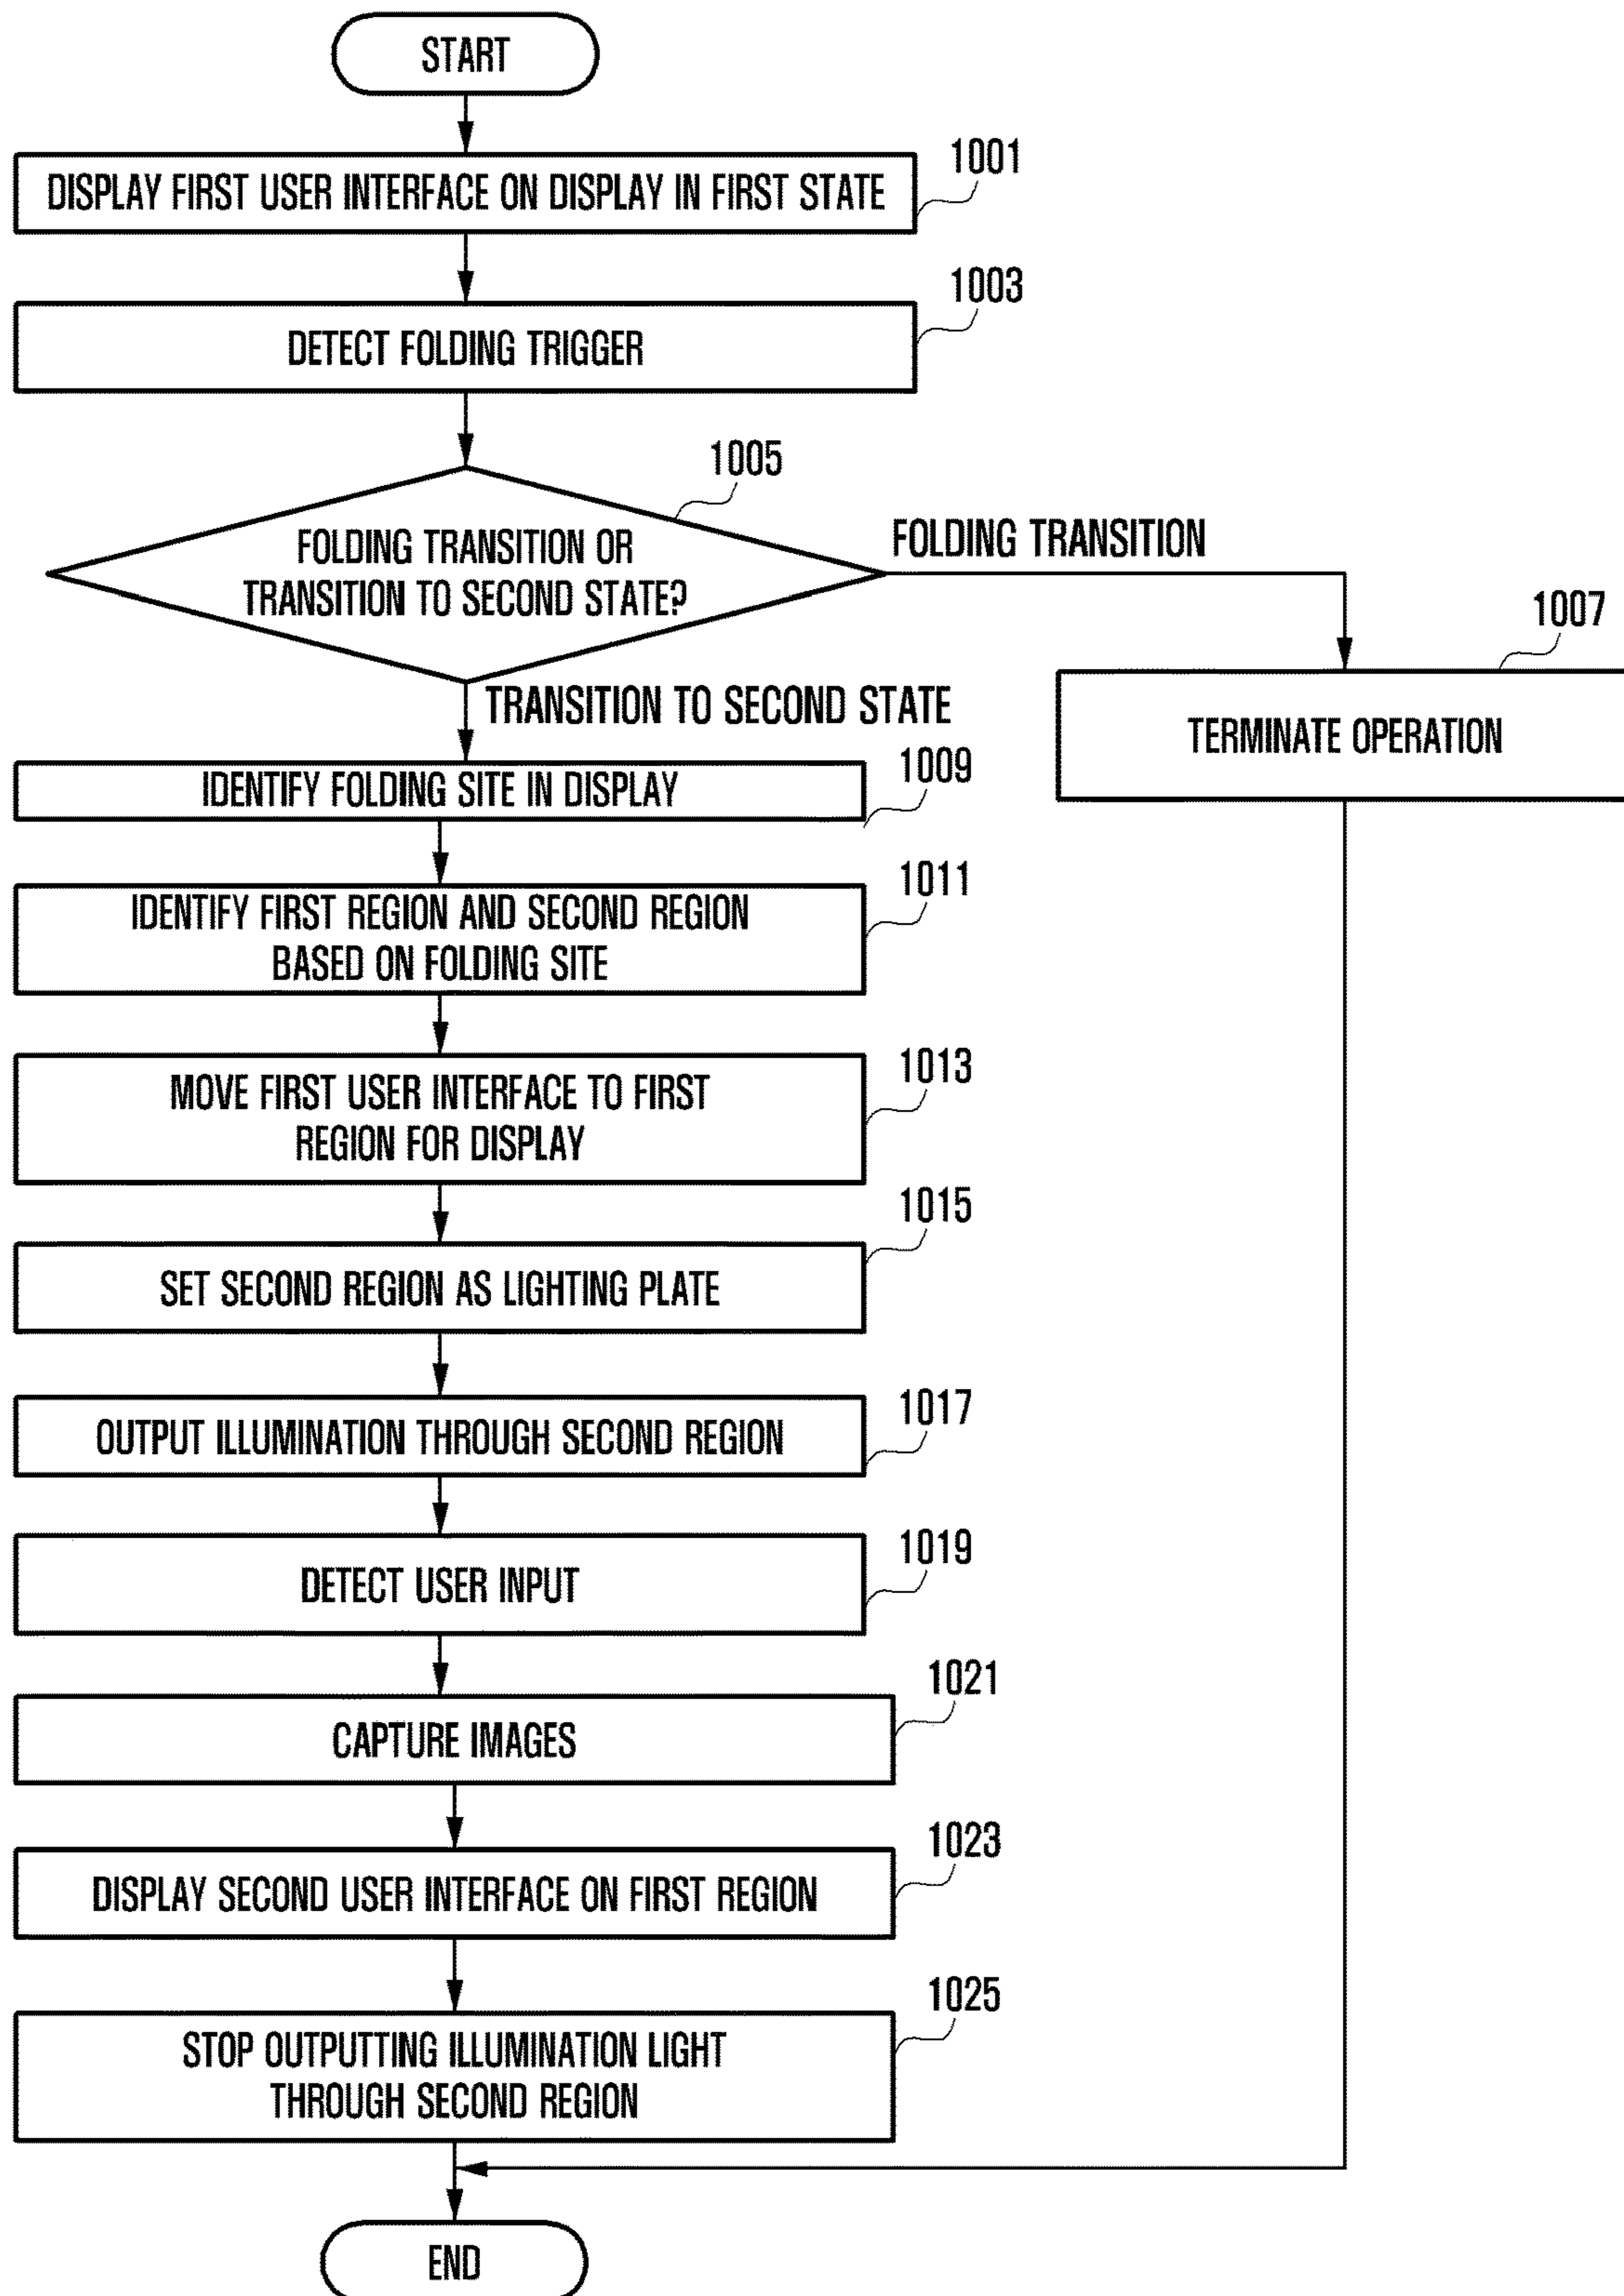 START
1001
DISPLAY FIRST USER INTERFACE ON DISPLAY IN FIRST STATE
1003
DETECT FOLDING TRIGGER
1005
FOLDING TRANSITION OR
TRANSITION TO SECOND STATE?
FOLDING TRANSITION
1007
TERMINATE OPERATION
TRANSITION TO SECOND STATE
1009
IDENTIFY FOLDING SITE IN DISPLAY
1011
IDENTIFY FIRST REGION AND SECOND REGION
BASED ON FOLDING SITE
1013
MOVE FIRST USER INTERFACE TO FIRST
REGION FOR DISPLAY
1015
SET SECOND REGION AS LIGHTING PLATE
1017
OUTPUT ILLUMINATION THROUGH SECOND REGION
1019
DETECT USER INPUT
1021
CAPTURE IMAGES
1023
DISPLAY SECOND USER INTERFACE ON FIRST REGION
1025
STOP OUTPUTTING ILLUMINATION LIGHT
THROUGH SECOND REGION
END